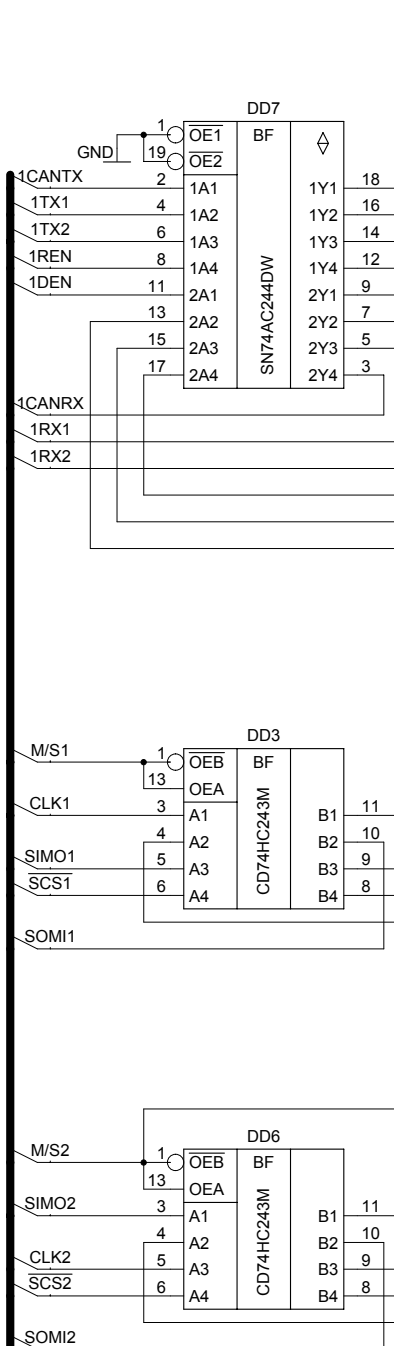 DD7
GND 1 OE1 BF
19 OE2
1CANTX 2 1A1 1Y1 18
1TX1 4 1A2 1Y2 16
1TX2 6 1A3 1Y3 14
1REN 8 1A4 1Y4 12
1DEN 11 2A1 2Y1 9
13 2A2 2Y2 7
15 2A3 2Y3 5
17 2A4 2Y4 3
SN74AC244DW
1CANRX
1RX1
1RX2
DD3
M/S1 1 OEB BF
13 OEA
CLK1 3 A1 B1 11
4 A2 B2 10
SIMO1 5 A3 B3 9
SCS1 6 A4 B4 8
CD74HC243M
SOMI1
DD6
M/S2 1 OEB BF
13 OEA
SIMO2 3 A1 B1 11
4 A2 B2 10
CLK2 5 A3 B3 9
SCS2 6 A4 B4 8
CD74HC243M
SOMI2